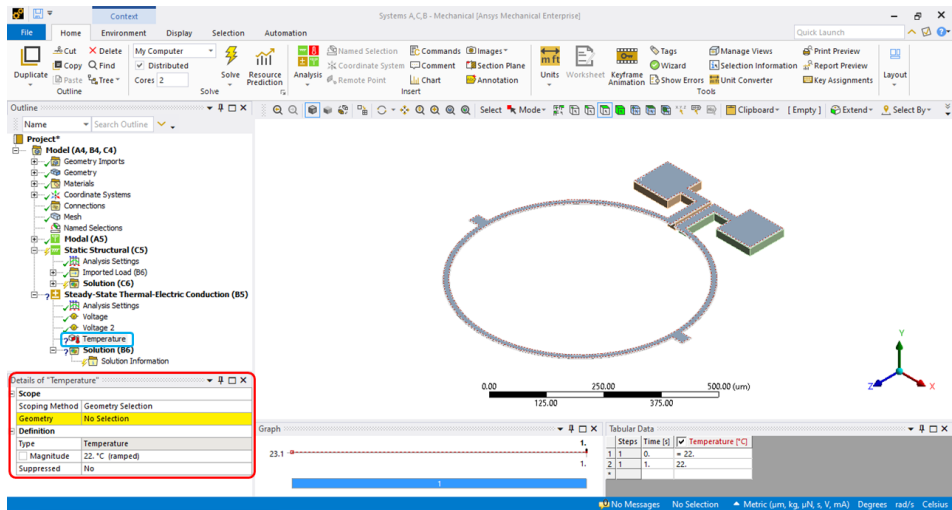 Context
Systems A,C,B - Mechanical [Ansys Mechanical Enterprise]
File Home Environment Display Selection Automation Quick Launch
Duplicate Cut Copy Paste Delete Find Tree
Outline
My Computer
Distributed
Cores 2
Solve Resource Prediction
Solve
Analysis Named Selection Coordinate System Remote Point Commands Comment Chart Images Section Plane Annotation
Insert
Units Worksheet Keyframe Animation Tags Wizard Show Errors Manage Views Selection Information Unit Converter Print Preview Report Preview Key Assignments
Tools
Layout
Outline
Name Search Outline
Select Mode Clipboard [ Empty ] Extend Select By
Project*
Model (A4, B4, C4)
Geometry Imports
Geometry
Materials
Coordinate Systems
Connections
Mesh
Named Selections
Modal (A5)
Static Structural (C5)
Analysis Settings
Imported Load (B6)
Solution (C6)
Steady-State Thermal-Electric Conduction (B5)
Analysis Settings
Voltage
Voltage 2
Temperature
Solution (B6)
Solution Information
Details of "Temperature"
Scope
Scoping Method Geometry Selection
Geometry No Selection
Definition
Type Temperature
Magnitude 22. °C (ramped)
Suppressed No
0.00 250.00 500.00 (um)
125.00 375.00
Y
Z X
Graph
1.
23.1
1.
1
Tabular Data
Steps Time [s] Temperature [°C]
1 1 0. = 22.
2 1 1. 22.
*
No Messages No Selection Metric (µm, kg, µN, s, V, mA) Degrees rad/s Celsius